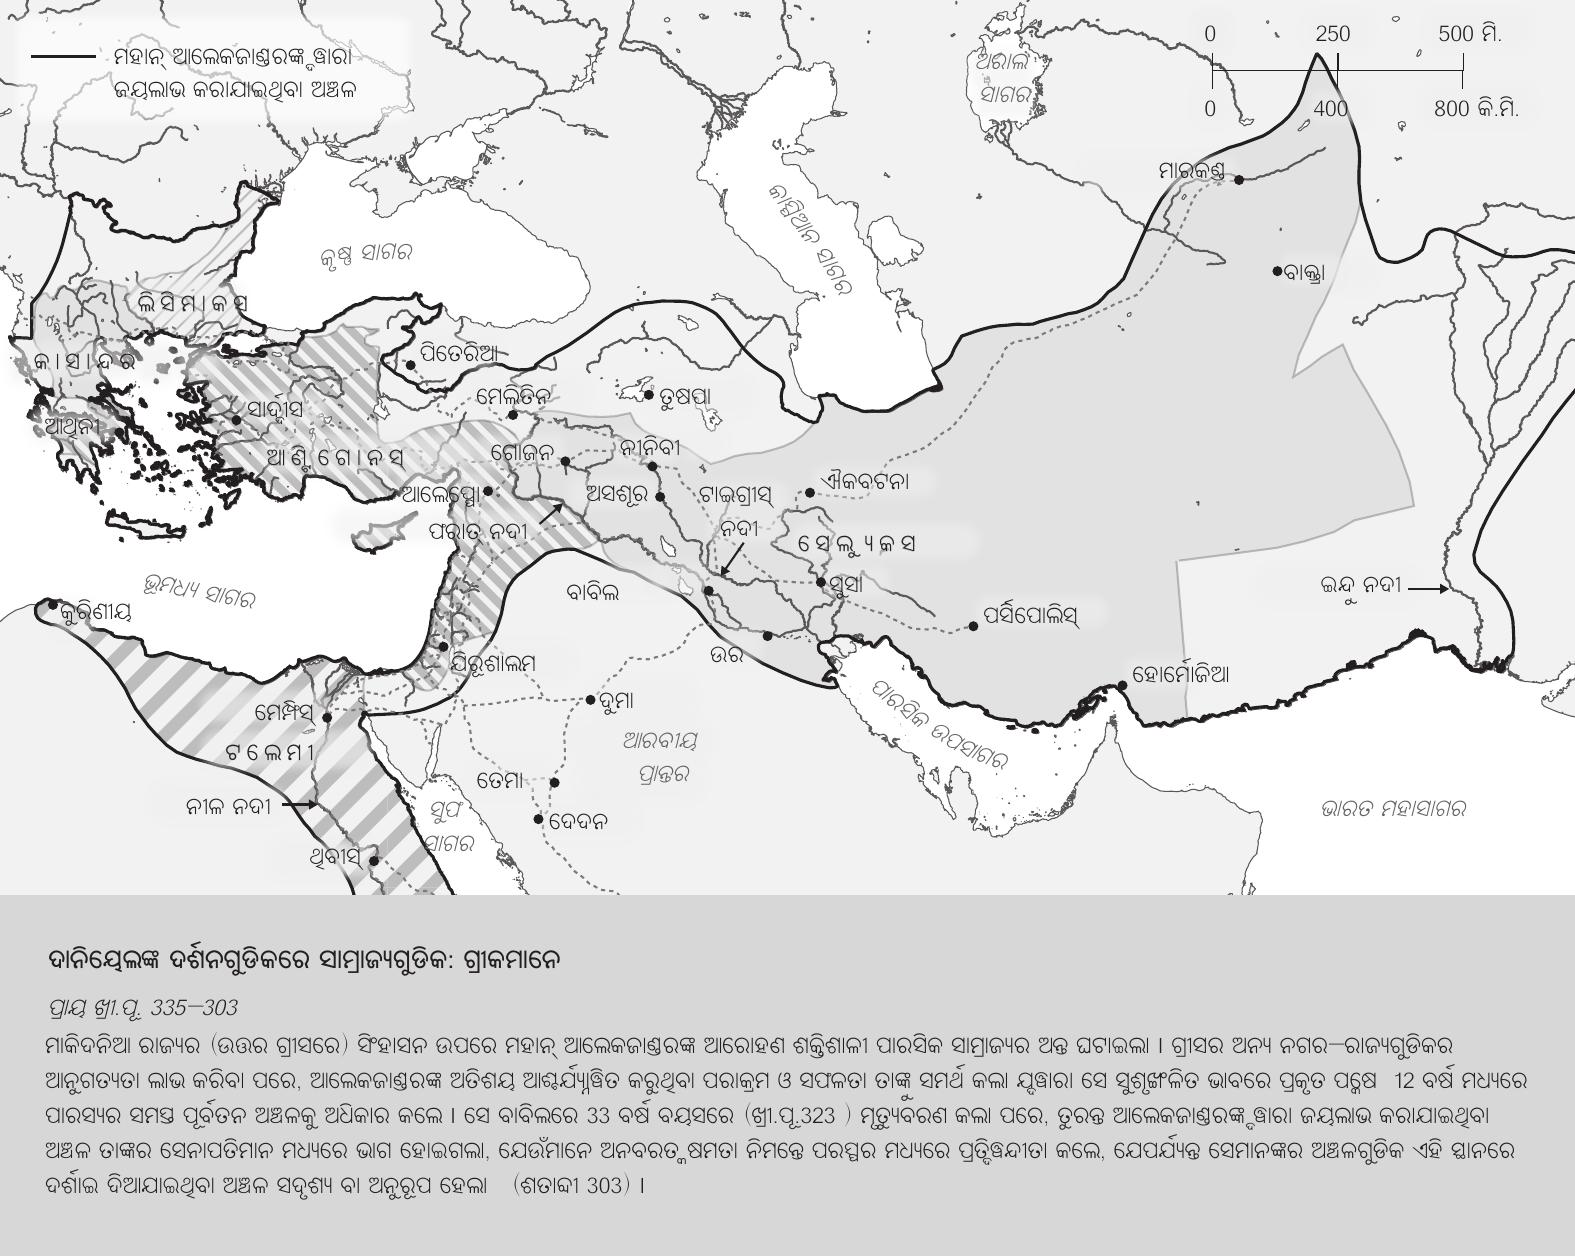 ମହାନ୍ ଆଲେକଜାଣ୍ଡରଙ୍କ ଦ୍ୱାରା
ଜୟଲାଭ କରାଯାଇଥିବା ଅଞ୍ଚଳ
0 250 500 ମି.
0 400 800 କି.ମି.
ଅରାଲ
ସାଗର
ମାରକଣ୍ଡ
କାସ୍ପିଆନ ସାଗର
କୃଷ୍ଣ ସାଗର
ବାକ୍ତ୍ରା
ଲିସିମାକସ
କାସାନ୍ଦର
ପିତେରିଆ
ମେଲିତିନ
ତୁଷପା
ସାର୍ଦ୍ଦୀସ
ଆଥିନୀ
ଆଣ୍ଟିଗୋନସ
ଗୋଜନ
ନୀନିବୀ
ଆଲେପ୍ପୋ
ଅସଶୂର
ଟାଇଗ୍ରୀସ୍
ନଦୀ
ଐକବଟନା
ଫରାତ୍ ନଦୀ
ସେଲ୍ୟୁକସ
ଭୂମଧ୍ୟ ସାଗର
ବାବିଲ
ସୁସା
ଇନ୍ଦୁ ନଦୀ
କୁରିଣୀୟ
ପର୍ସିପୋଲିସ୍
ଉର
ଯିରୂଶାଲମ
ହୋର୍ମୋଜିଆ
ମେମ୍ଫିସ୍
ଦୁମା
ପାରସିକ ଉପସାଗର
ଟଲେମୀ
ଆରବୀୟ
ପ୍ରାନ୍ତର
ତେମା
ନୀଳ ନଦୀ
ସୁଫ
ସାଗର
ଦେଦନ
ଭାରତ ମହାସାଗର
ଥିବୀସ୍
ଦାନିୟେଲଙ୍କ ଦର୍ଶନଗୁଡିକରେ ସାମ୍ରାଜ୍ୟଗୁଡିକ: ଗ୍ରୀକମାନେ
ପ୍ରାୟ ଖ୍ରୀ.ପୂ. 335–303
ମାକିଦନିଆ ରାଜ୍ୟର (ଉତ୍ତର ଗ୍ରୀସରେ) ସିଂହାସନ ଉପରେ ମହାନ୍ ଆଲେକଜାଣ୍ଡରଙ୍କ ଆରୋହଣ ଶକ୍ତିଶାଳୀ ପାରସିକ ସାମ୍ରାଜ୍ୟର ଅନ୍ତ ଘଟାଇଲା । ଗ୍ରୀସର ଅନ୍ୟ ନଗର–ରାଜ୍ୟଗୁଡିକର
ଆନୁଗତ୍ୟତା ଲାଭ କରିବା ପରେ, ଆଲେକଜାଣ୍ଡରଙ୍କ ଅତିଶୟ ଆଶ୍ଚର୍ଯ୍ୟାନ୍ୱିତ କରୁଥିବା ପରାକ୍ରମ ଓ ସଫଳତା ତାଙ୍କୁ ସମର୍ଥ କଲା ଯଦ୍ୱାରା ସେ ସୁଶୃଙ୍ଖଳିତ ଭାବରେ ପ୍ରକୃତ ପକ୍ଷେ 12 ବର୍ଷ ମଧ୍ୟରେ
ପାରସ୍ୟର ସମସ୍ତ ପୂର୍ବତନ ଅଞ୍ଚଳକୁ ଅଧିକାର କଲେ । ସେ ବାବିଲରେ 33 ବର୍ଷ ବୟସରେ (ଖ୍ରୀ.ପୂ.323 ) ମୃତ୍ୟୁବରଣ କଲା ପରେ, ତୁରନ୍ତ ଆଲେକଜାଣ୍ଡରଙ୍କ ଦ୍ୱାରା ଜୟଲାଭ କରାଯାଇଥିବା
ଅଞ୍ଚଳ ତାଙ୍କର ସେନାପତିମାନ ମଧ୍ୟରେ ଭାଗ ହୋଇଗଲା, ଯେଉଁମାନେ ଅନବରତ କ୍ଷମତା ନିମନ୍ତେ ପରସ୍ପର ମଧ୍ୟରେ ପ୍ରତିଦ୍ୱନ୍ଦୀତା କଲେ, ଯେପର୍ଯ୍ୟନ୍ତ ସେମାନଙ୍କର ଅଞ୍ଚଳଗୁଡିକ ଏହି ସ୍ଥାନରେ
ଦର୍ଶାଇ ଦିଆଯାଇଥିବା ଅଞ୍ଚଳ ସଦୃଶ୍ୟ ବା ଅନୁରୂପ ହେଲା (ଶତାବ୍ଦୀ 303) ।